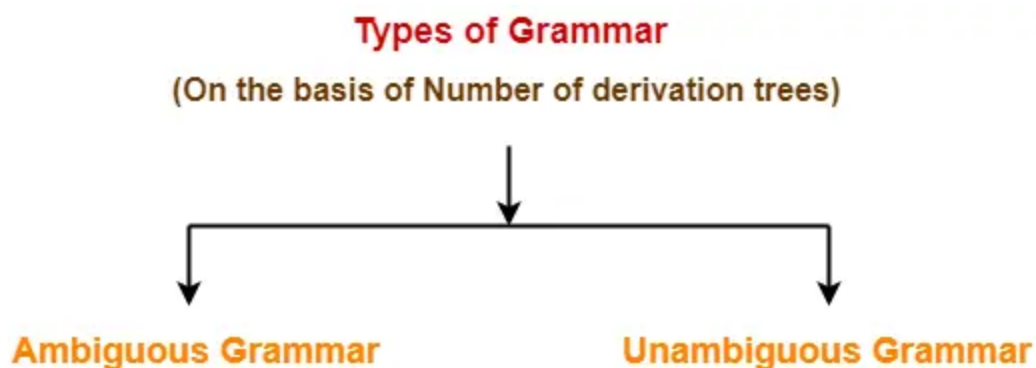 Types of Grammar
(On the basis of Number of derivation trees)
Ambiguous Grammar
Unambiguous Grammar